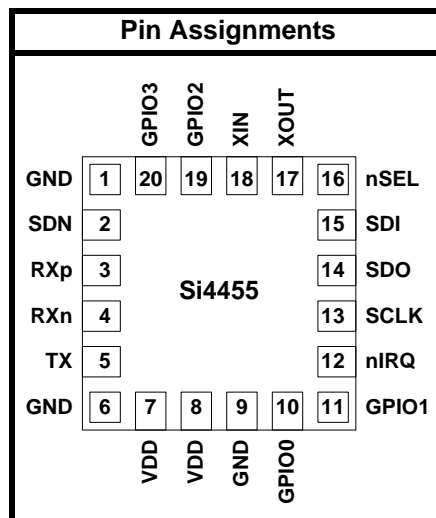 Pin Assignments
GPIO3
GPIO2
XIN
XOUT
GND 1 20 19 18 17 16 nSEL
SDN 2 15 SDI
RXp 3 14 SDO
Si4455
RXn 4 13 SCLK
TX 5 12 nIRQ
GND 6 7 8 9 10 11 GPIO1
VDD
VDD
GND
GPIO0